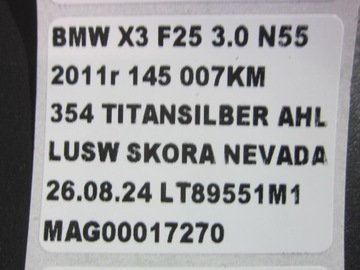 BMW X3 F25 3.0 N55
2011r 145 007KM
354 TITANSILBER AHL
LUSW SKORA NEVADA
26.08.24 LT89551M1
MAG00017270